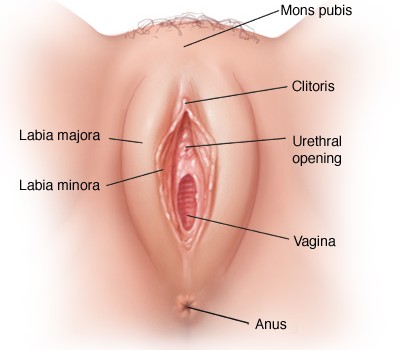 Mons pubis
Clitoris
Labia majora
Urethral
opening
Labia minora
Vagina
Anus